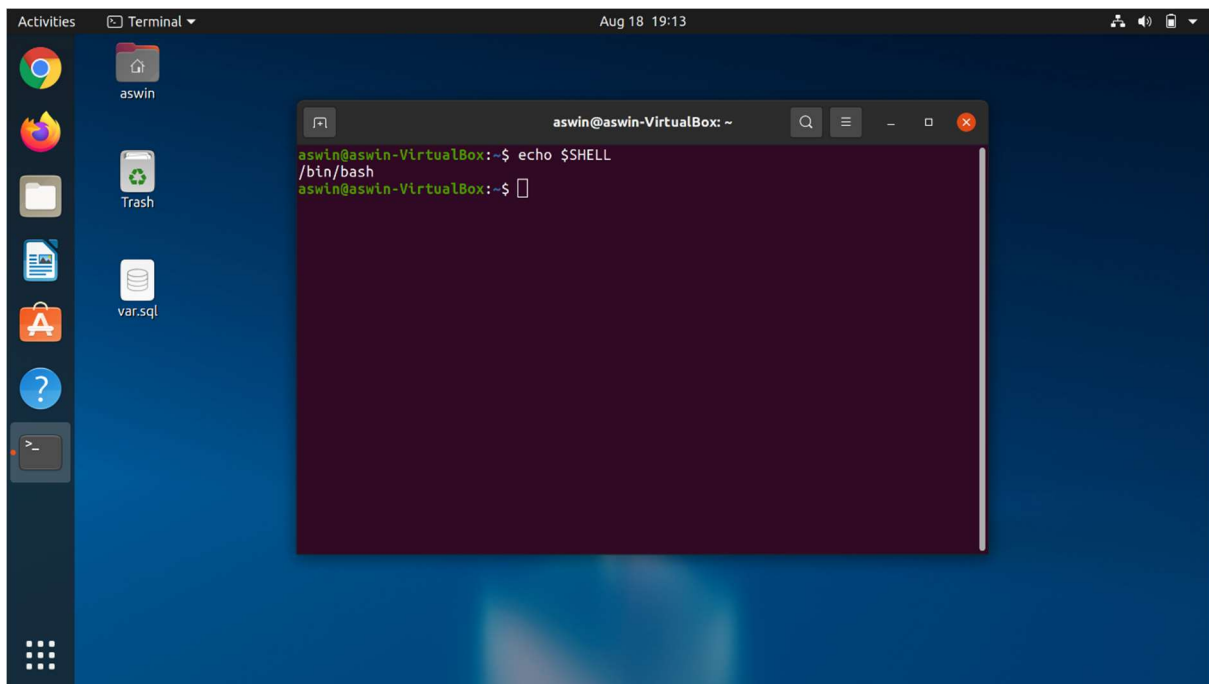 Activities
Terminal
Aug 18 19:13
aswin
Trash
var.sql
aswin@aswin-VirtualBox: ~
aswin@aswin-VirtualBox:~$ echo $SHELL
/bin/bash
aswin@aswin-VirtualBox:~$